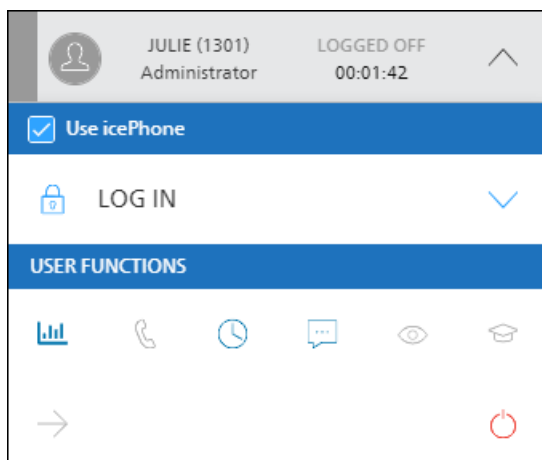 JULIE (1301)
Administrator
LOGGED OFF
00:01:42
Use icePhone
LOG IN
USER FUNCTIONS